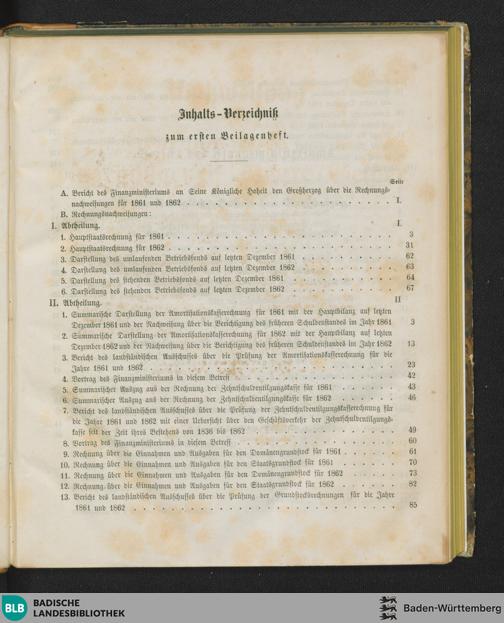 Inhalts-Verzeichniß
zum ersten Beilagenheft.
Seite
A. Bericht des Finanzministeriums an Seine Königliche Hoheit den Großherzog über die Rechnungs-
nachweisungen für 1861 und 1862 . . . I.
B. Rechnungsnachweisungen:
I. Abtheilung. I.
1. Hauptstaatsrechnung für 1861 . . . 3
2. Hauptstaatsrechnung für 1862 . . . 31
3. Darstellung des umlaufenden Betriebsfonds auf letzten Dezember 1861 . . . 62
4. Darstellung des umlaufenden Betriebsfonds auf letzten Dezember 1862 . . . 63
5. Darstellung des stehenden Betriebsfonds auf letzten Dezember 1861 . . . 64
6. Darstellung des stehenden Betriebsfonds auf letzten Dezember 1862 . . . 67
II. Abtheilung. II
1. Summarische Darstellung der Amortisationskasserechnung für 1861 mit der Hauptbilanz auf letzten
Dezember 1861 und der Nachweisung über die Berichtigung des früheren Schuldenstandes im Jahr 1861 3
2. Summarische Darstellung der Amortisationskasserechnung für 1862 mit der Hauptbilanz auf letzten
Dezember 1862 und der Nachweisung über die Berichtigung des früheren Schuldenstandes im Jahr 1862 13
3. Bericht des landständischen Ausschusses über die Prüfung der Amortisationskasserechnung für die
Jahre 1861 und 1862 . . . 23
4. Vortrag des Finanzministeriums in diesem Betreff . . . 42
5. Summarischer Auszug aus der Rechnung der Zehntschuldentilgungskasse für 1861 . . . 43
6. Summarischer Auszug aus der Rechnung der Zehntschuldentilgungskasse für 1862 . . . 46
7. Bericht des landständischen Ausschusses über die Prüfung der Zehntschuldentilgungskasserechnung für
die Jahre 1861 und 1862 mit einer Uebersicht über den Geschäftsverkehr der Zehntschuldentilgungs-
kasse seit der Zeit ihres Bestehens von 1836 bis 1862 . . . 49
8. Vortrag des Finanzministeriums in diesem Betreff . . . 60
9. Rechnung über die Einnahmen und Ausgaben für den Domänengrundstock für 1861 . . . 61
10. Rechnung über die Einnahmen und Ausgaben für den Staatsgrundstock für 1861 . . . 70
11. Rechnung über die Einnahmen und Ausgaben für den Domänengrundstock für 1862 . . . 73
12. Rechnung über die Einnahmen und Ausgaben für den Staatsgrundstock für 1862 . . . 82
13. Bericht des landständischen Ausschusses über die Prüfung der Grundstocksrechnungen für die Jahre
1861 und 1862 . . . 85
BLB BADISCHE
LANDESBIBLIOTHEK
Baden-Württemberg